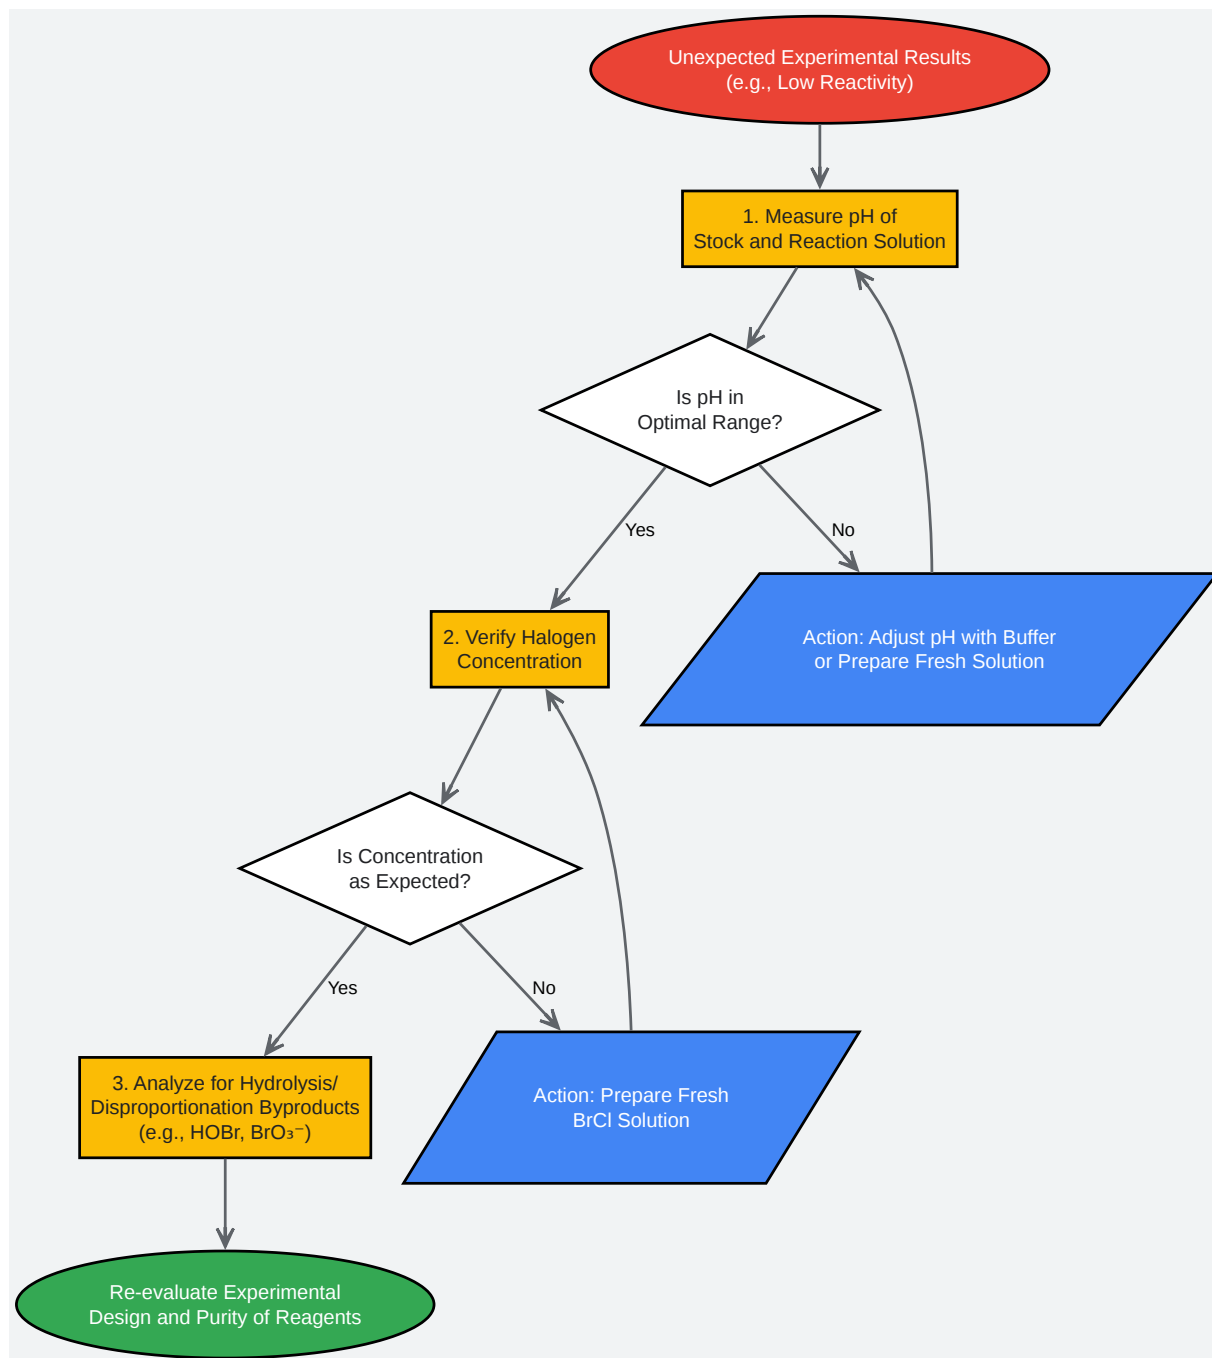 Unexpected Experimental Results
(e.g., Low Reactivity)
1. Measure pH of
Stock and Reaction Solution
Is pH in
Optimal Range?
Yes
No
2. Verify Halogen
Concentration
Action: Adjust pH with Buffer
or Prepare Fresh Solution
Is Concentration
as Expected?
Yes
No
3. Analyze for Hydrolysis/
Disproportionation Byproducts
(e.g., HOBr, BrO₃⁻)
Action: Prepare Fresh
BrCl Solution
Re-evaluate Experimental
Design and Purity of Reagents